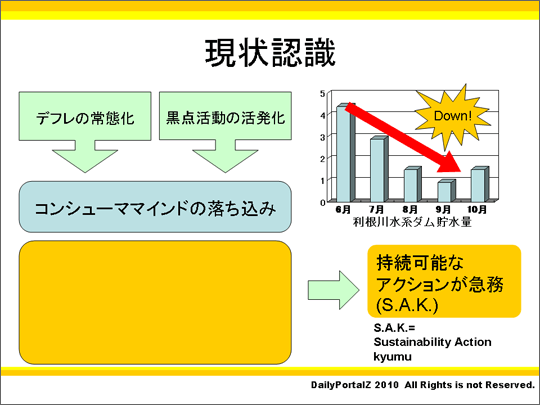 現状認識
デフレの常態化
黒点活動の活発化
コンシューママインドの落ち込み
5
4
3
2
1
0
6月 7月 8月 9月 10月
利根川水系ダム貯水量
Down!
持続可能な
アクションが急務
(S.A.K.)
S.A.K.=
Sustainability Action
kyumu
DailyPortalZ 2010 All Rights is not Reserved.